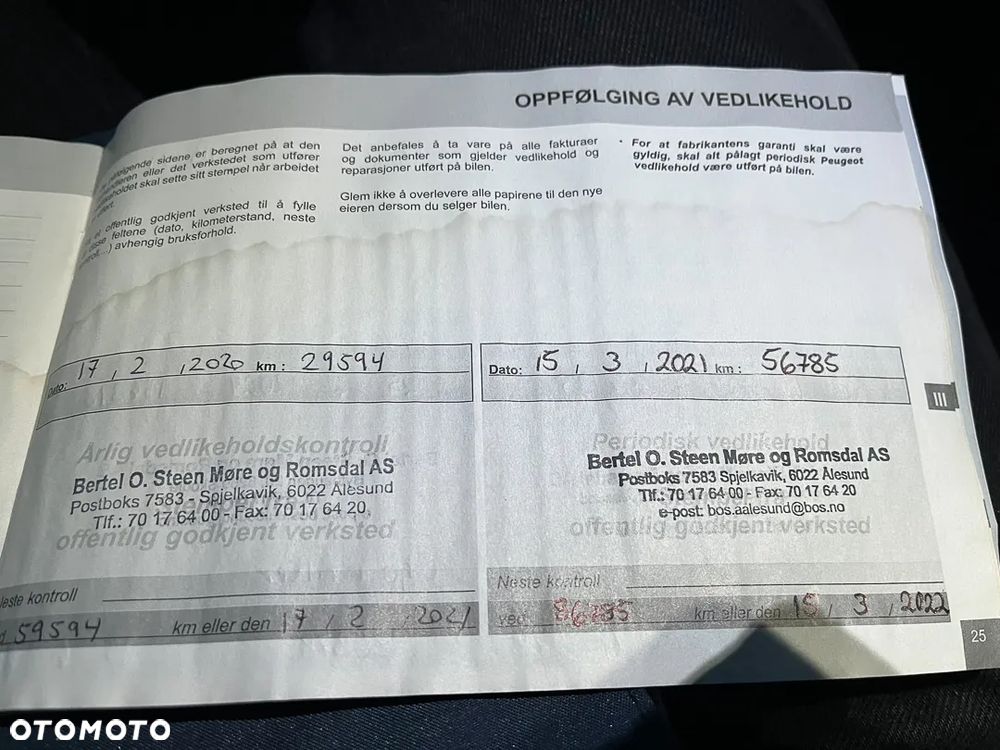 OPPFØLGING AV VEDLIKEHOLD
sidene er beregnet på at den
eller det verkstedet som utfører
skal sette sitt stempel når arbeidet
offentlig godkjent verksted til å fylle
disse feltene (dato, kilometerstand, neste
avhengig bruksforhold.
Det anbefales å ta vare på alle fakturaer
og dokumenter som gjelder vedlikehold og
reparasjoner utført på bilen.
Glem ikke å overlevere alle papirene til den nye
eieren dersom du selger bilen.
• For at fabrikantens garanti skal være
gyldig, skal alt pålagt periodisk Peugeot
vedlikehold være utført på bilen.
Dato: 17, 2, 2020 km: 29594
Årlig vedlikeholdskontroll
Bertel O. Steen Møre og Romsdal AS
Postboks 7583 - Spjelkavik, 6022 Ålesund
Tlf.: 70 17 64 00 - Fax: 70 17 64 20,
offentlig godkjent verksted
Neste kontroll
59594 km eller den 17, 2, 2021
Dato: 15, 3, 2021 km: 56785
Periodisk vedlikehold
Bertel O. Steen Møre og Romsdal AS
Postboks 7583 Spjelkavik, 6022 Ålesund
Tlf.: 70 17 64 00 - Fax: 70 17 64 20
e-post: bos.aalesund@bos.no
offentlig godkjent verksted
Neste kontroll
ved 86785 km eller den 15, 3, 2022
III
25
OTOMOTO